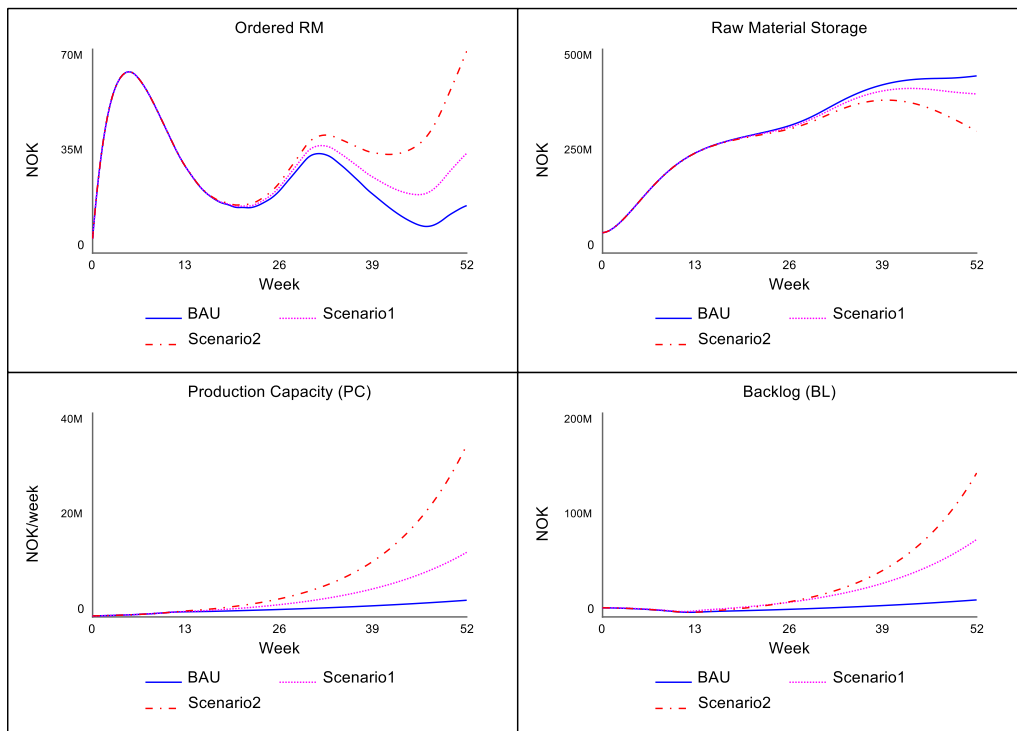 Ordered RM
70M
35M
0
NOK
0 13 26 39 52
Week
BAU Scenario1
Scenario2
Raw Material Storage
500M
250M
0
NOK
0 13 26 39 52
Week
BAU Scenario1
Scenario2
Production Capacity (PC)
40M
20M
0
NOK/week
0 13 26 39 52
Week
BAU Scenario1
Scenario2
Backlog (BL)
200M
100M
0
NOK
0 13 26 39 52
Week
BAU Scenario1
Scenario2